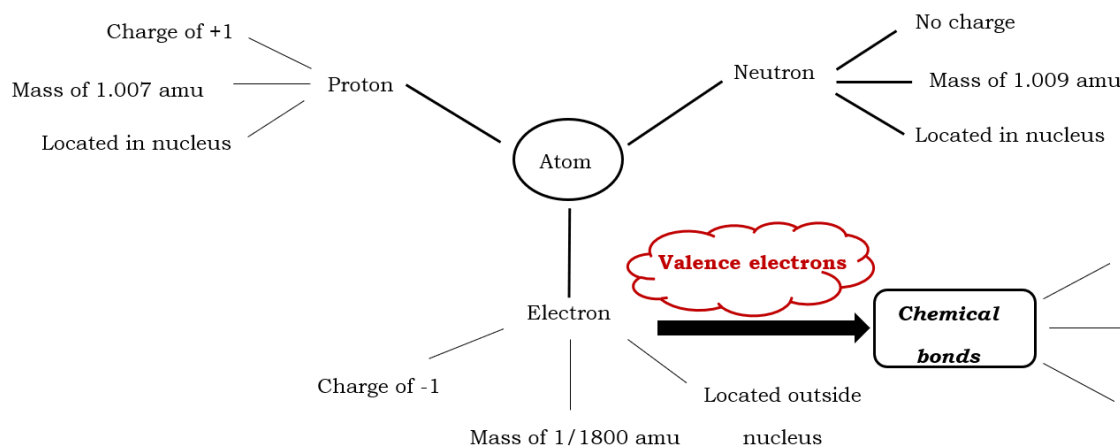 Charge of +1
Mass of 1.007 amu
Located in nucleus
Proton
Neutron
No charge
Mass of 1.009 amu
Located in nucleus
Atom
Valence electrons
Electron
Chemical
bonds
Charge of -1
Mass of 1/1800 amu
Located outside
nucleus